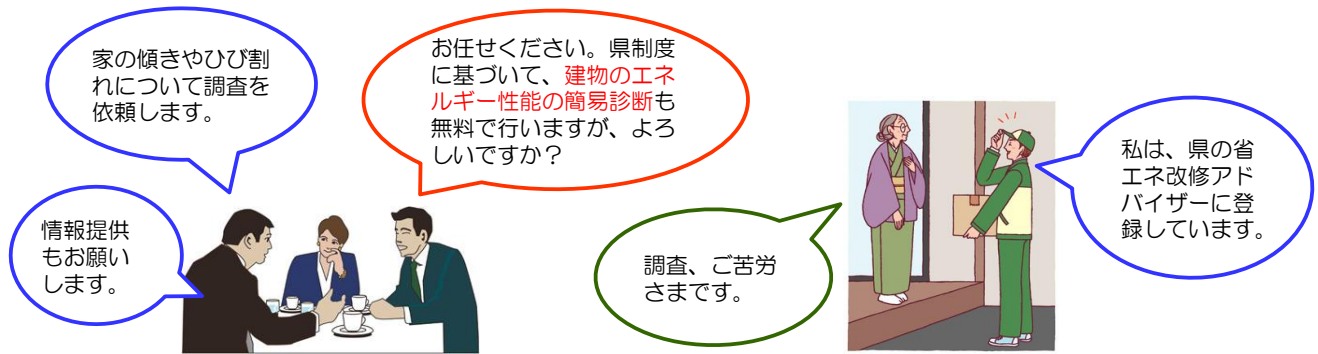 家の傾きやひび割
れについて調査を
依頼します。
お任せください。県制度
に基づいて、建物のエネ
ルギー性能の簡易診断も
無料で行いますが、よろ
しいですか？
情報提供
もお願い
します。
調査、ご苦労
さまです。
私は、県の省
エネ改修アド
バイザーに登
録しています。